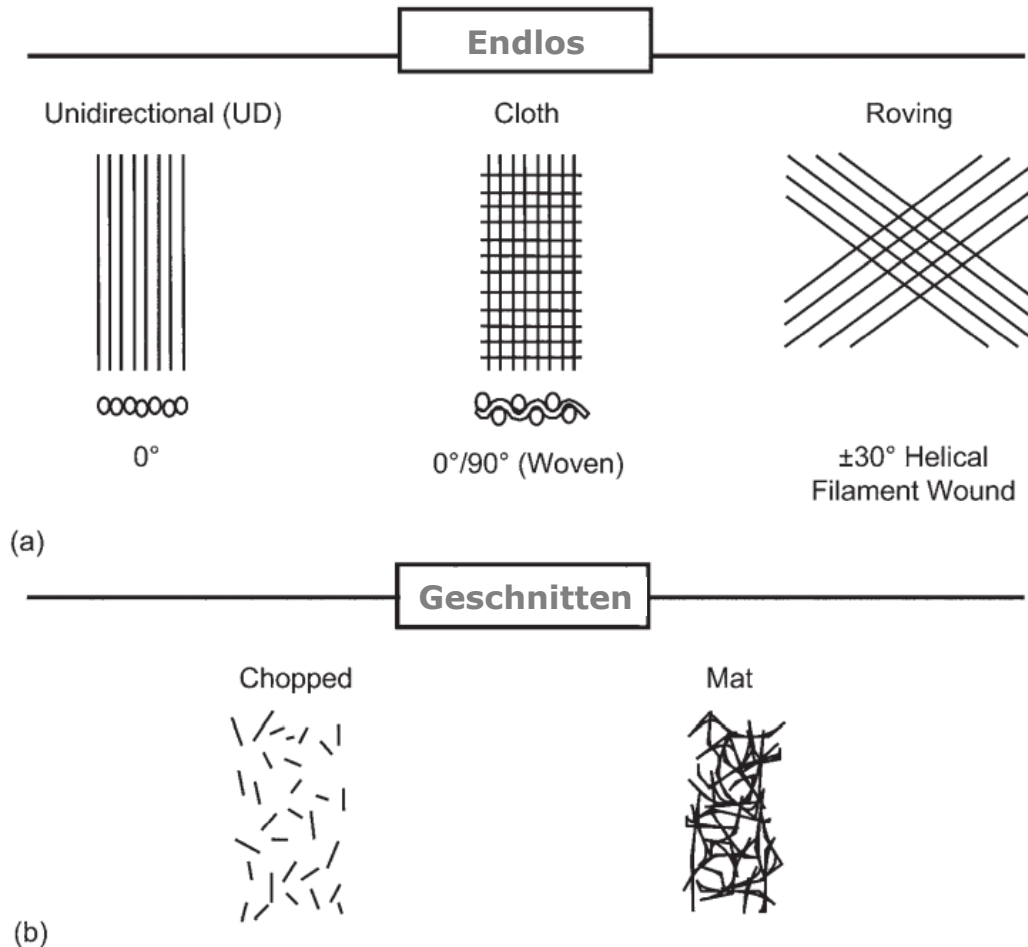 Endlos
Unidirectional (UD)
Cloth
Roving
0°
0°/90° (Woven)
±30° Helical
Filament Wound
(a)
Geschnitten
Chopped
Mat
(b)